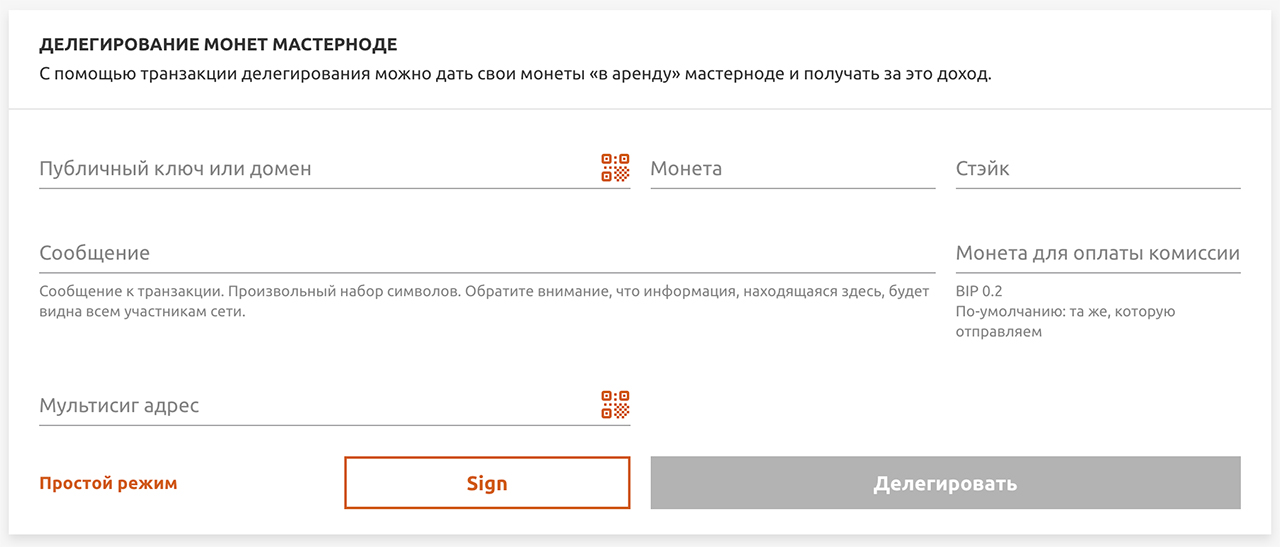 ДЕЛЕГИРОВАНИЕ МОНЕТ МАСТЕРНОДЕ
С помощью транзакции делегирования можно дать свои монеты «в аренду» мастерноде и получать за это доход.
Публичный ключ или домен
Монета
Стэйк
Сообщение
Монета для оплаты комиссии
Сообщение к транзакции. Произвольный набор символов. Обратите внимание, что информация, находящаяся здесь, будет
видна всем участникам сети.
BIP 0.2
По-умолчанию: та же, которую
отправляем
Мультисиг адрес
Простой режим
Sign
Делегировать